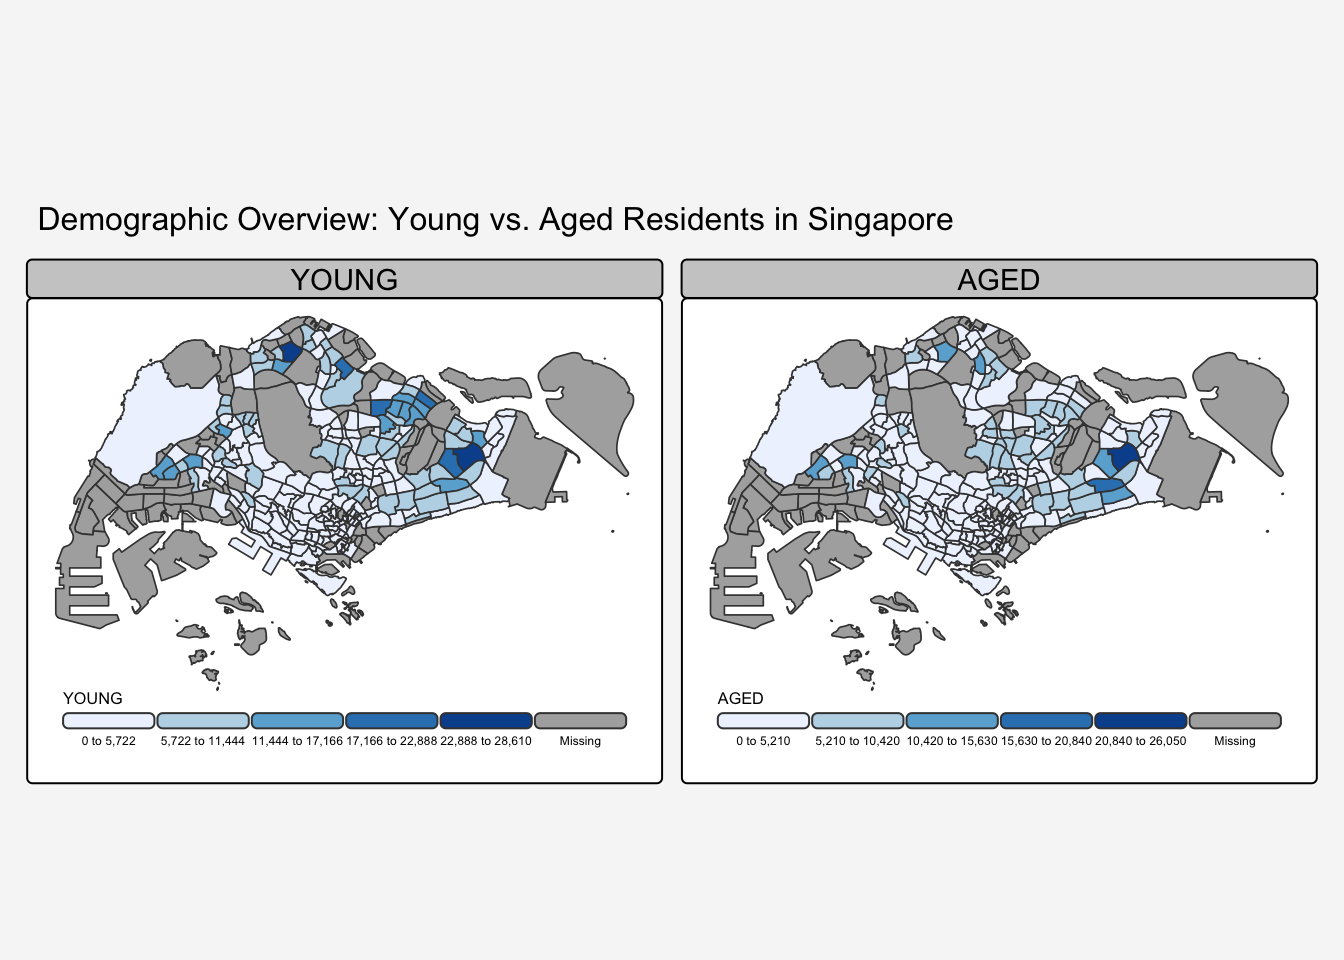 Demographic Overview: Young vs. Aged Residents in Singapore
YOUNG
AGED
YOUNG
0 to 5,722 5,722 to 11,444 11,444 to 17,166 17,166 to 22,888 22,888 to 28,610 Missing
AGED
0 to 5,210 5,210 to 10,420 10,420 to 15,630 15,630 to 20,840 20,840 to 26,050 Missing